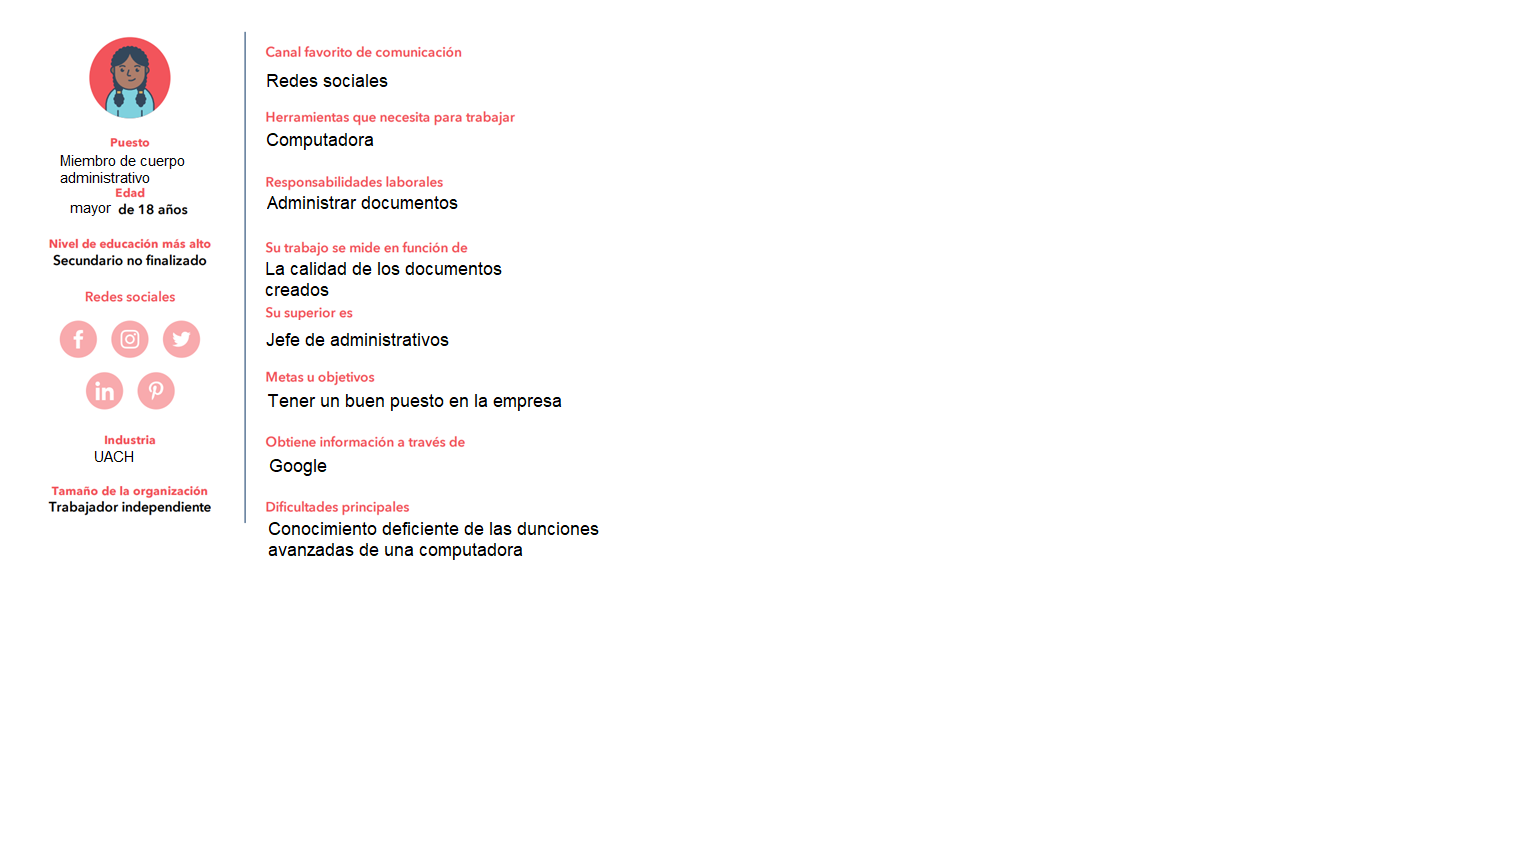 Puesto
Miembro de cuerpo
administrativo
Edad
mayor de 18 años
Nivel de educación más alto
Secundario no finalizado
Redes sociales
Industria
UACH
Tamaño de la organización
Trabajador independiente
Canal favorito de comunicación
Redes sociales
Herramientas que necesita para trabajar
Computadora
Responsabilidades laborales
Administrar documentos
Su trabajo se mide en función de
La calidad de los documentos
creados
Su superior es
Jefe de administrativos
Metas u objetivos
Tener un buen puesto en la empresa
Obtiene información a través de
Google
Dificultades principales
Conocimiento deficiente de las dunciones
avanzadas de una computadora